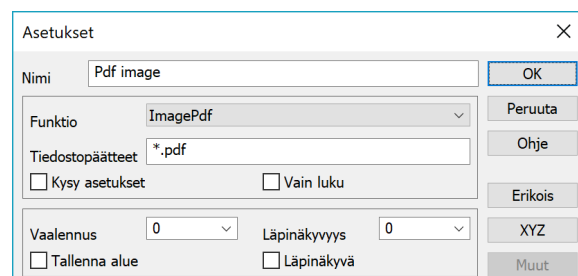 Asetukset
Nimi Pdf image OK
Funktio ImagePdf Peruuta
Tiedostopäätteet *.pdf Ohje
Kysy asetukset Vain luku
Erikois
Vaalennus 0 Läpinäkyvyys 0 XYZ
Tallenna alue Läpinäkyvä Muut